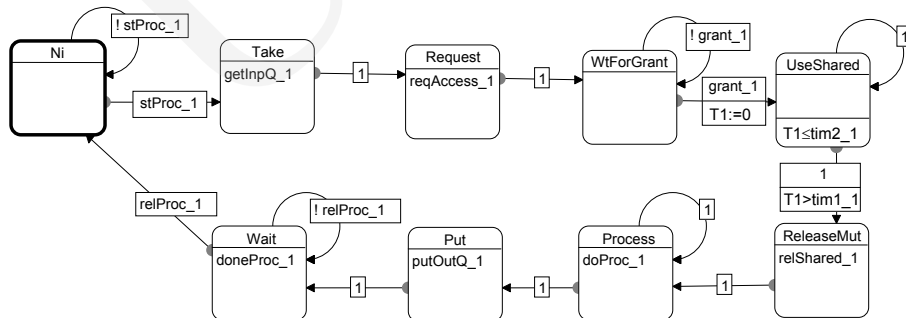 ! stProc_1
Ni
stProc_1
Take
getInpQ_1
1
Request
reqAccess_1
1
! grant_1
WtForGrant
grant_1
T1:=0
1
UseShared
T1≤tim2_1
1
T1>tim1_1
relProc_1
! relProc_1
Wait
doneProc_1
1
Put
putOutQ_1
1
1
Process
doProc_1
1
ReleaseMut
relShared_1